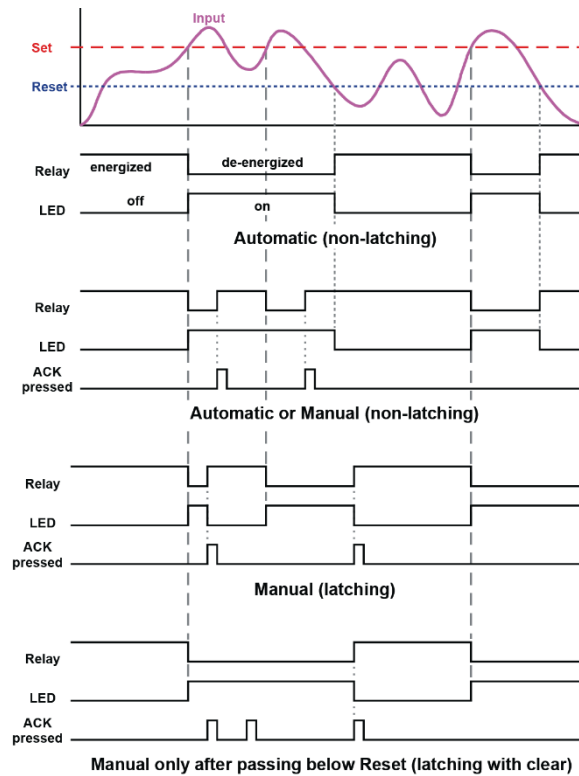 Input
Set
Reset
energized
de-energized
Relay
off
on
LED
Automatic (non-latching)
Relay
LED
ACK
pressed
Automatic or Manual (non-latching)
Relay
LED
ACK
pressed
Manual (latching)
Relay
LED
ACK
pressed
Manual only after passing below Reset (latching with clear)